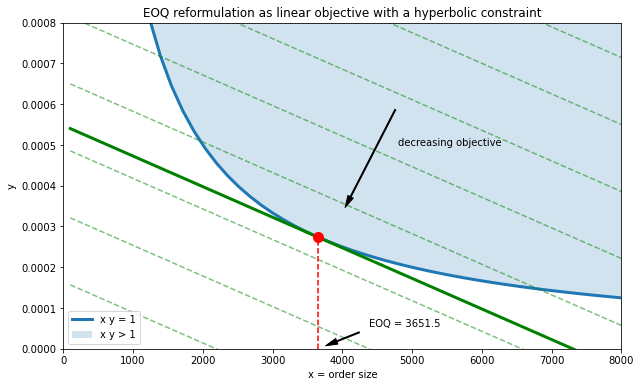 EOQ reformulation as linear objective with a hyperbolic constraint
0.0008
0.0007
0.0006
0.0005
0.0004
0.0003
0.0002
0.0001
0.0000
y
decreasing objective
EOQ = 3651.5
x y = 1
x y > 1
0 1000 2000 3000 4000 5000 6000 7000 8000
x = order size